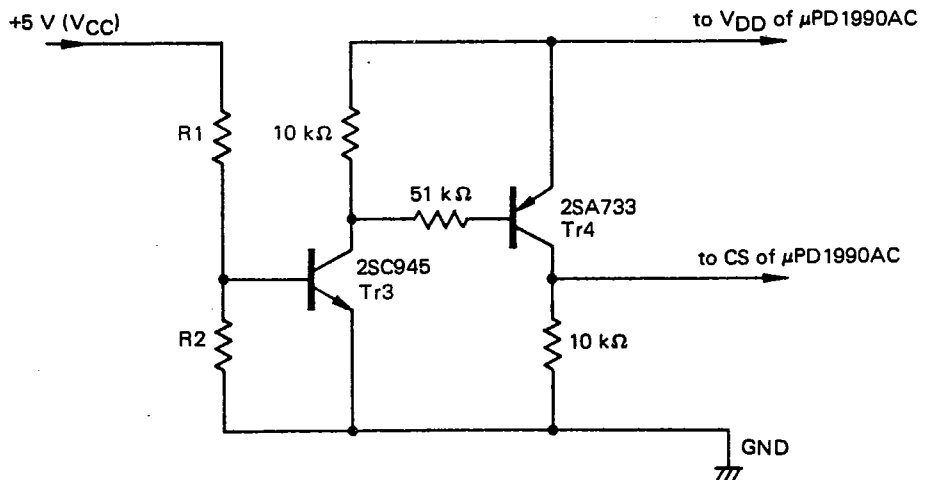 +5 V (VCC)
to VDD of μPD1990AC
R1
10 kΩ
51 kΩ
2SA733
Tr4
to CS of μPD1990AC
2SC945
Tr3
R2
10 kΩ
GND